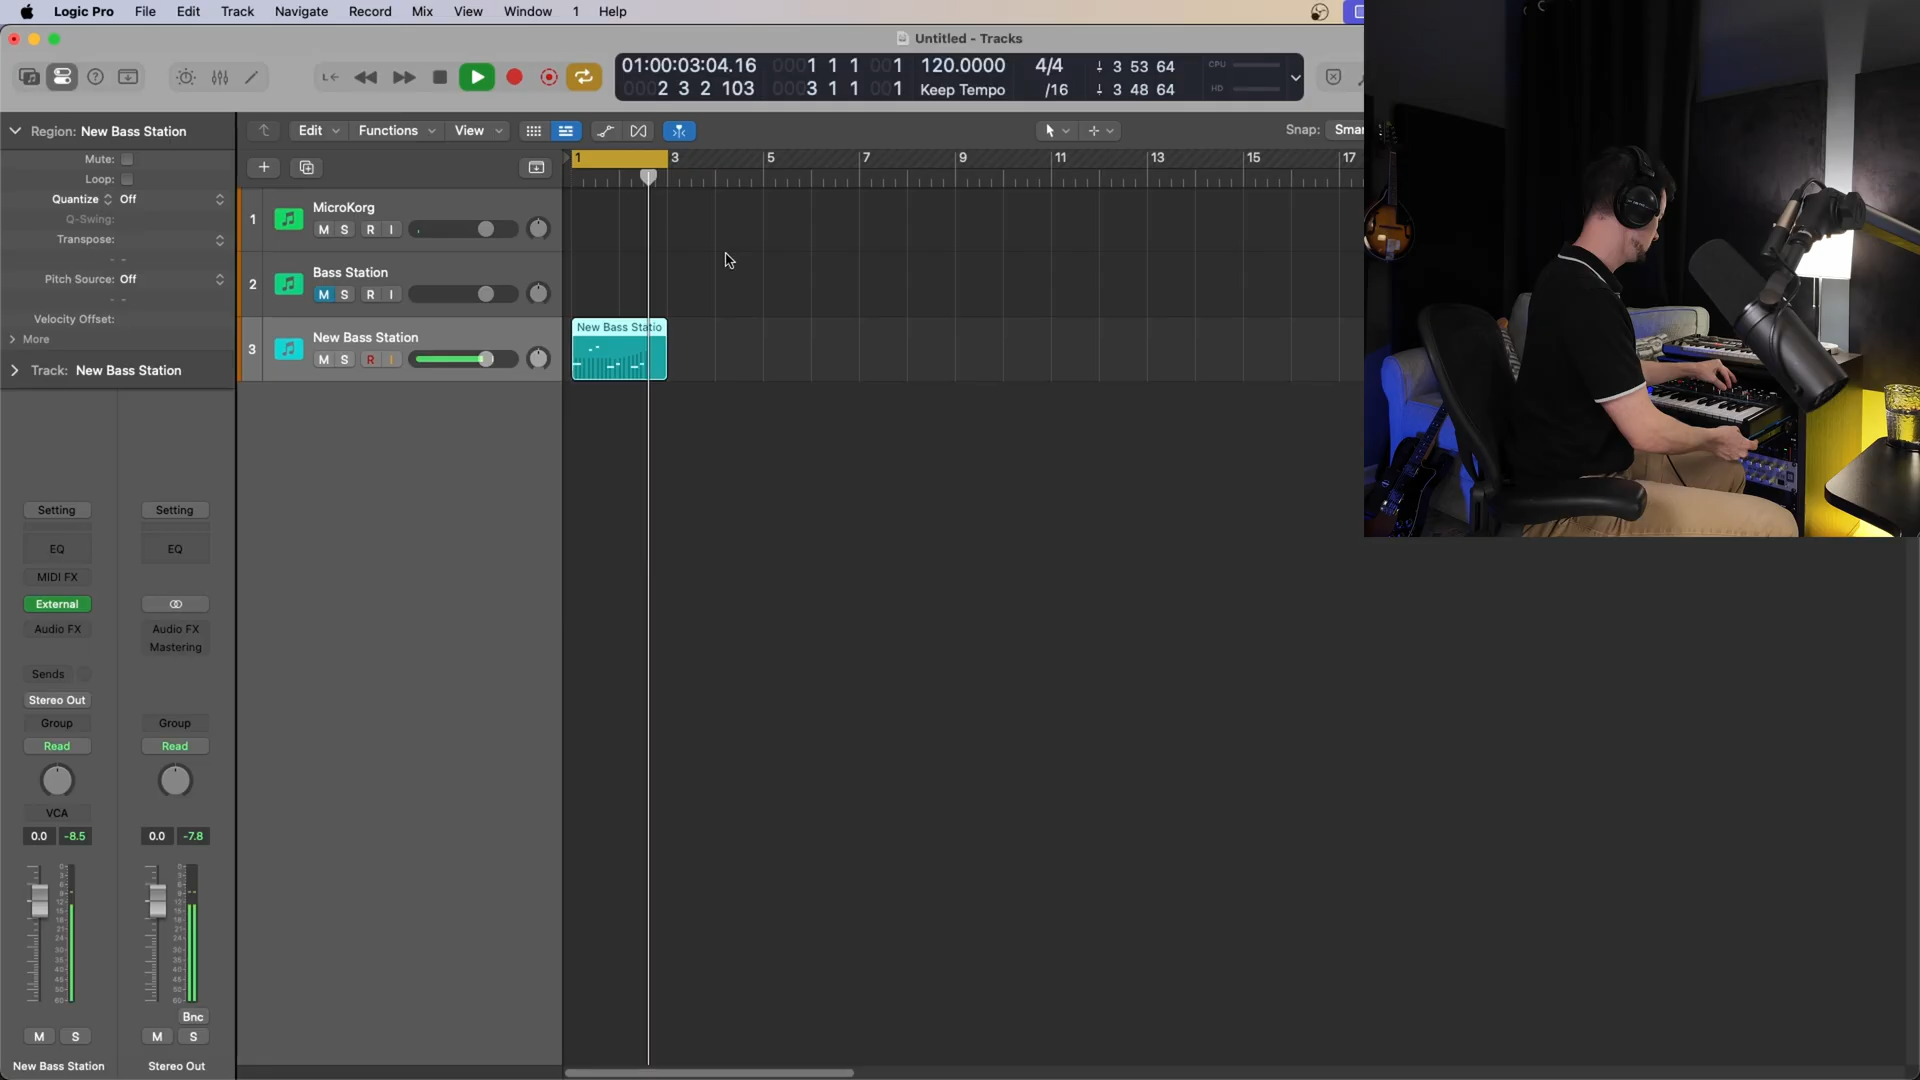 Logic Pro File Edit Track Navigate Record Mix View Window 1 Help
Untitled - Tracks
01:00:03:04.16 0001 1 1 001 120.0000 4/4 3 53 64 CPU
0002 3 2 103 0003 1 1 001 Keep Tempo /16 3 48 64 HD
Region: New Bass Station
Edit Functions View Snap: Smar
Mute:
Loop:
Quantize Off
Q-Swing:
Transpose:
Pitch Source: Off
Velocity Offset:
More
Track: New Bass Station
1 3 5 7 9 11 13 15 17
1 MicroKorg
M S R I
2 Bass Station
M S R I
3 New Bass Station
M S R I
New Bass Statio
Setting Setting
EQ EQ
MIDI FX
External
Audio FX Audio FX
Mastering
Sends
Stereo Out
Group Group
Read Read
VCA
0.0 -8.5 0.0 -7.8
Bnc
M S M S
New Bass Station Stereo Out